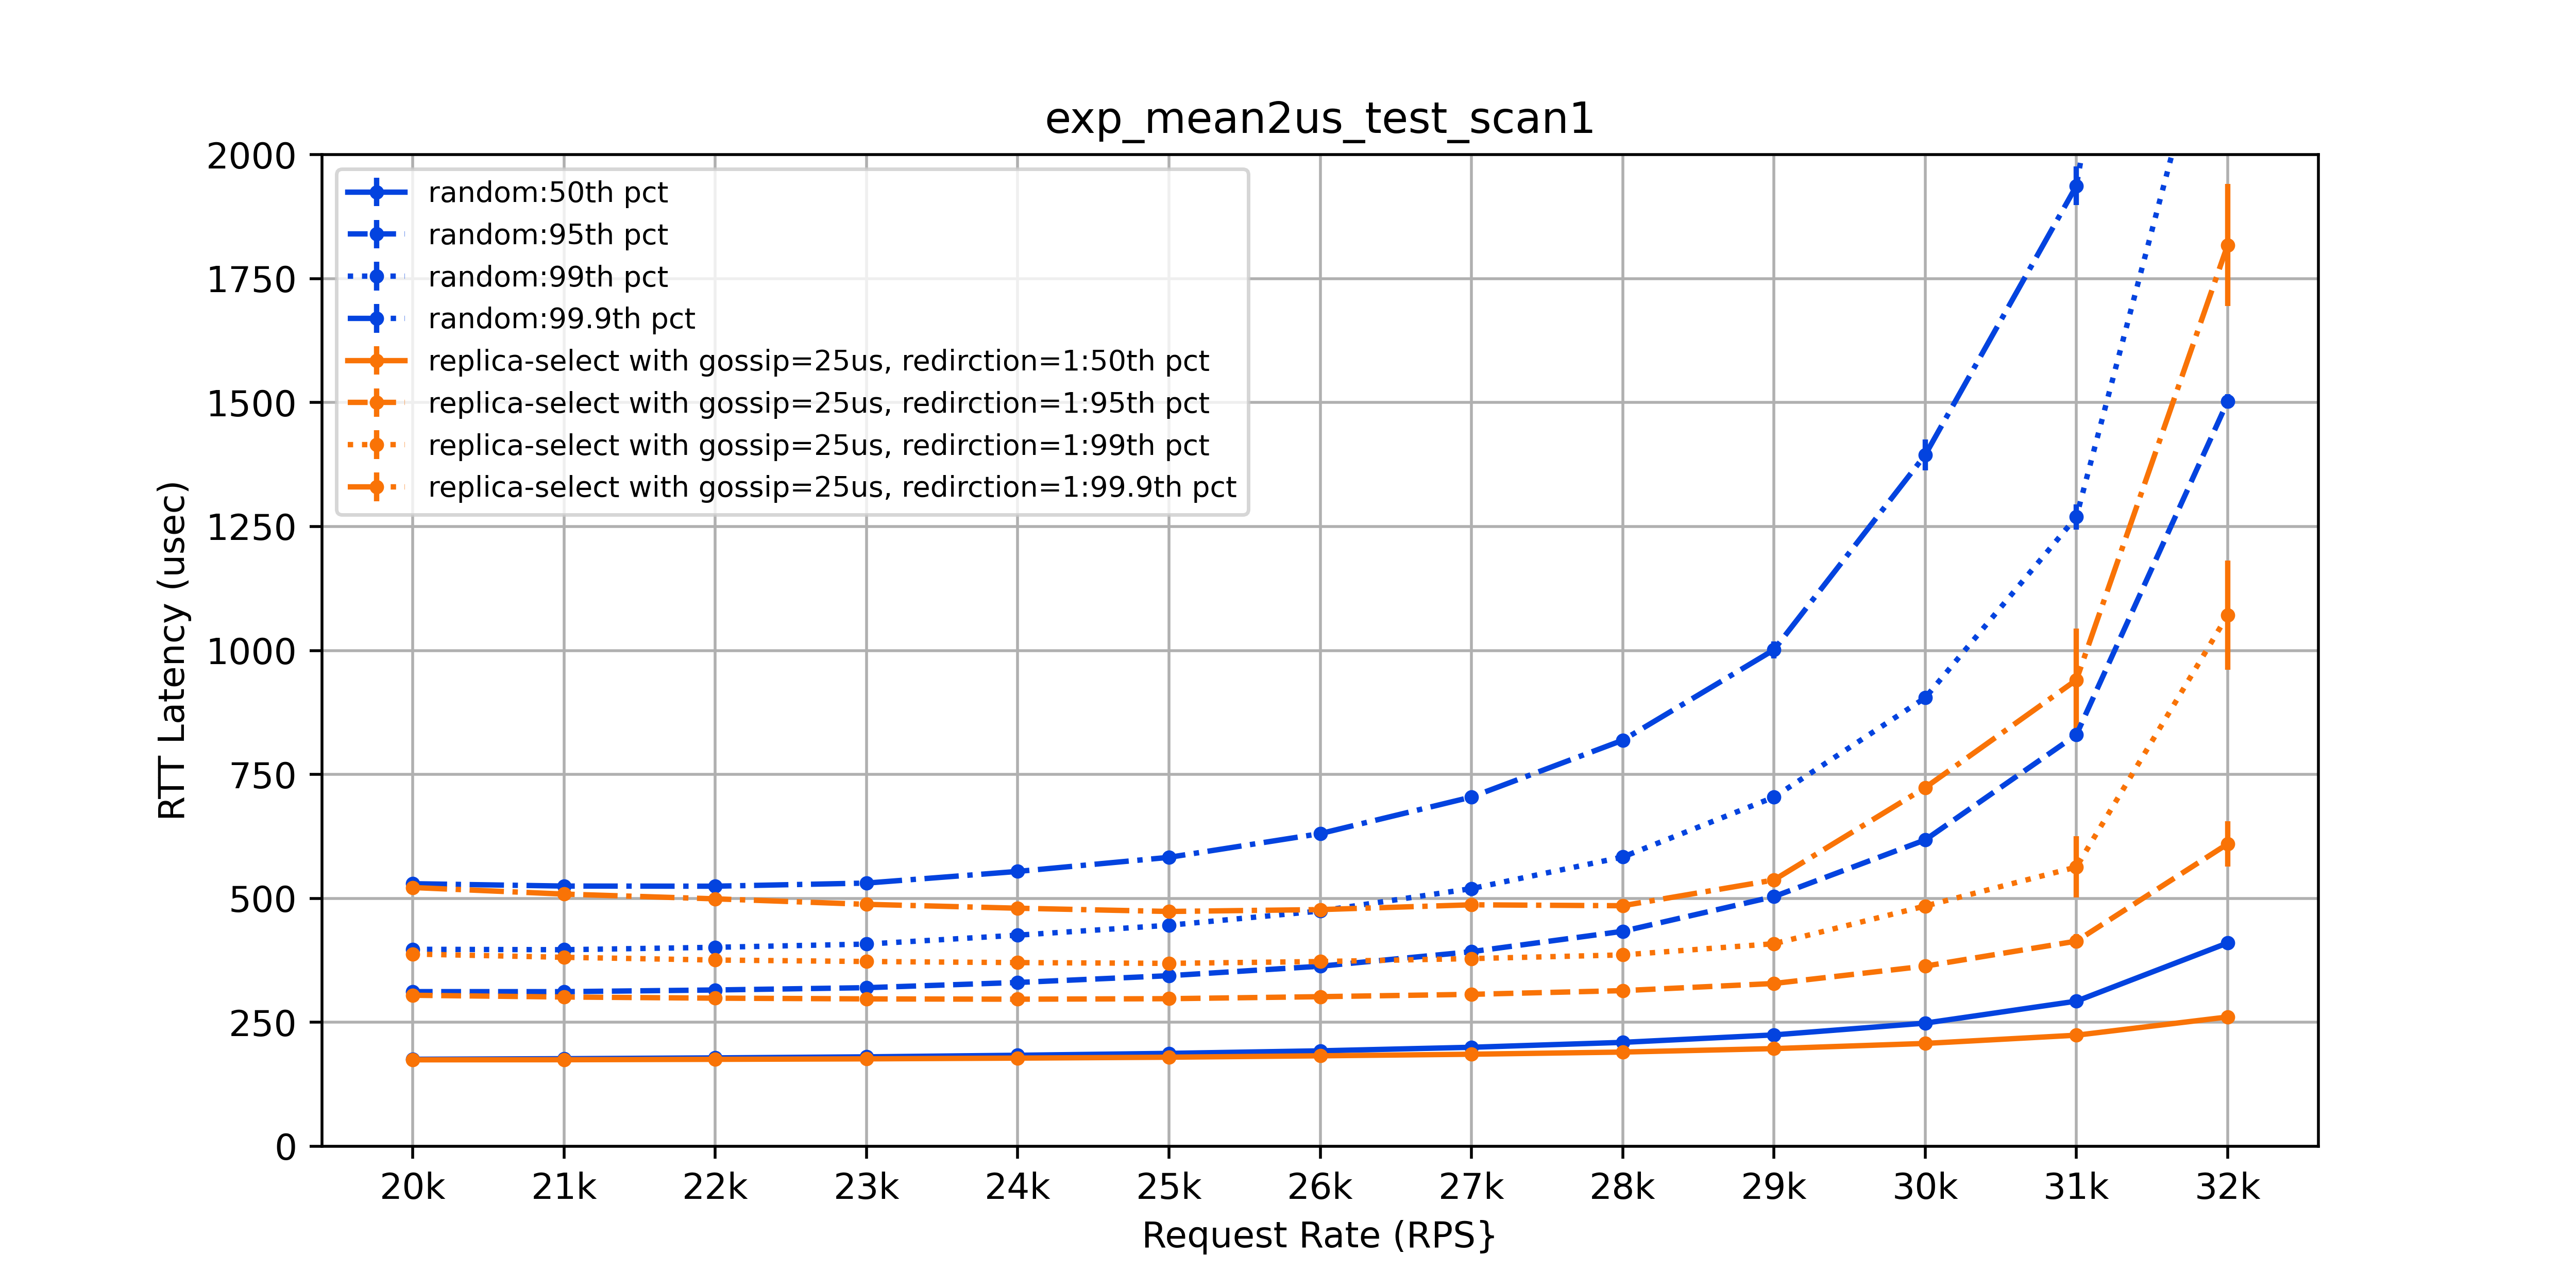 exp_mean2us_test_scan1
2000
1750
1500
1250
1000
750
500
250
0
RTT Latency (usec)
random:50th pct
random:95th pct
random:99th pct
random:99.9th pct
replica-select with gossip=25us, redirction=1:50th pct
replica-select with gossip=25us, redirction=1:95th pct
replica-select with gossip=25us, redirction=1:99th pct
replica-select with gossip=25us, redirction=1:99.9th pct
20k 21k 22k 23k 24k 25k 26k 27k 28k 29k 30k 31k 32k
Request Rate (RPS}